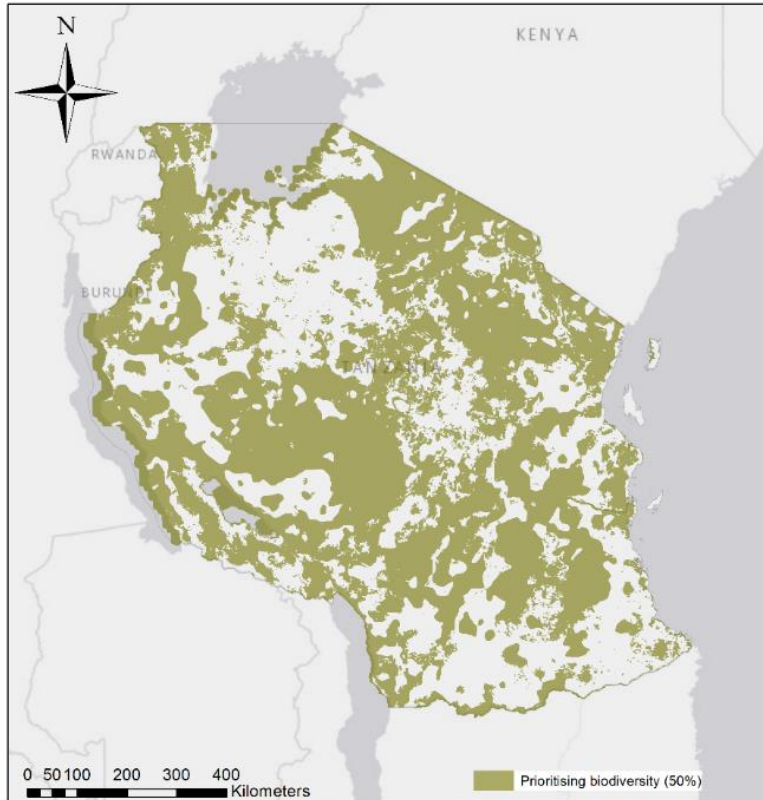 N
KENYA
RWANDA
BURUNDI
TANZANIA
0 50 100 200 300 400
Kilometers
Prioritising biodiversity (50%)